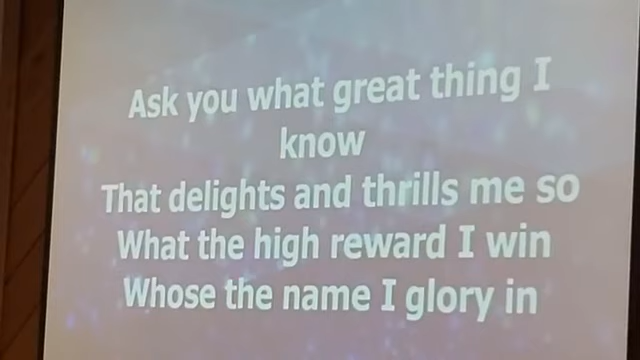 Ask you what great thing I
know
That delights and thrills me so
What the high reward I win
Whose the name I glory in